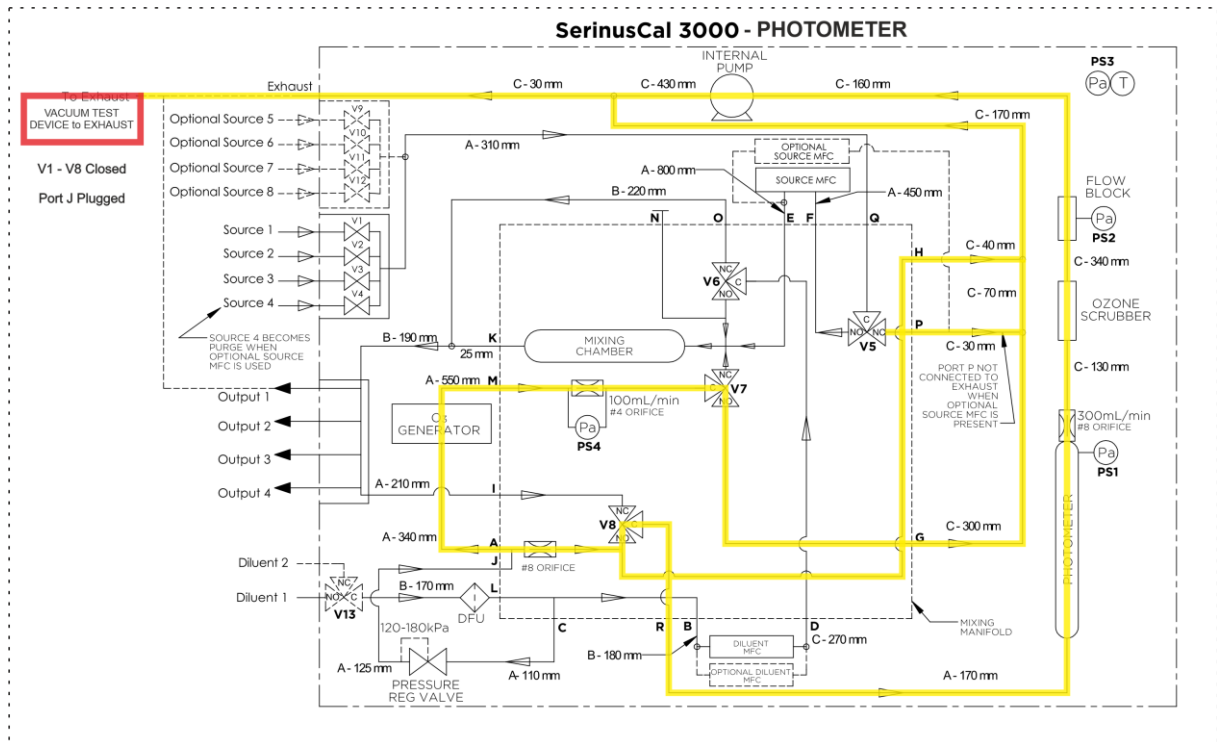 SerinusCal 3000 - PHOTOMETER
INTERNAL
PUMP
PS3
Pa
T
Exhaust
C - 30 mm
C - 430 mm
C - 160 mm
To Exhaust
VACUUM TEST
DEVICE to EXHAUST
V1 - V8 Closed
Port J Plugged
Optional Source 5
V9
Optional Source 6
V10
Optional Source 7
V11
Optional Source 8
V12
A - 310 mm
C - 170 mm
OPTIONAL
SOURCE MFC
SOURCE MFC
A - 800 mm
A - 450 mm
B - 220 mm
FLOW
BLOCK
Pa
PS2
N
O
E
F
Q
Source 1
V1
Source 2
V2
Source 3
V3
Source 4
V4
H
C - 40 mm
C - 340 mm
V6
NC
C
NO
C - 70 mm
OZONE
SCRUBBER
SOURCE 4 BECOMES
PURGE WHEN
OPTIONAL SOURCE
MFC IS USED
B - 190 mm
25 mm
K
MIXING
CHAMBER
C
NO
NC
V5
P
C - 30 mm
C - 130 mm
PORT P NOT
CONNECTED TO
EXHAUST
WHEN
OPTIONAL
SOURCE MFC IS
PRESENT
A - 550 mm
M
NC
C
NO
V7
100mL/min
#4 ORIFICE
Pa
PS4
O3
GENERATOR
Output 1
Output 2
Output 3
Output 4
300mL/min
#8 ORIFICE
Pa
PS1
PHOTOMETER
A - 210 mm
I
NC
V8
C
NO
C - 300 mm
G
A - 340 mm
A
J
#8 ORIFICE
Diluent 2
Diluent 1
NC
NO
C
V13
B - 170 mm
L
DFU
C
R
B
D
C - 270 mm
MIXING
MANIFOLD
120-180kPa
B - 180 mm
DILUENT
MFC
OPTIONAL DILUENT
MFC
A - 125 mm
A - 110 mm
A - 170 mm
PRESSURE
REG VALVE